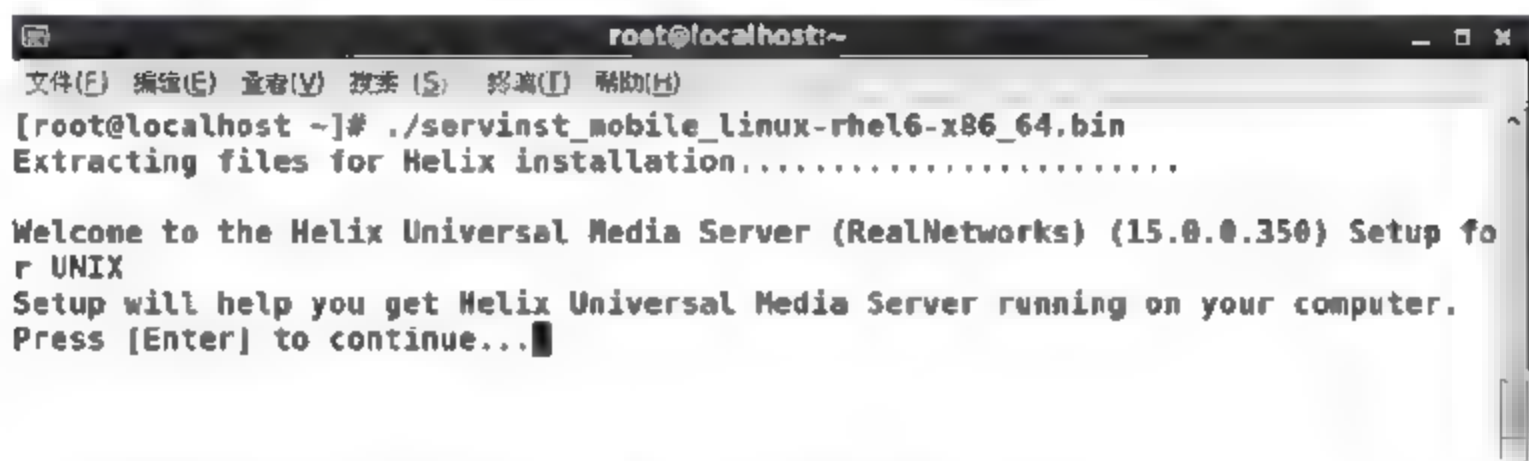 root@localhost:~
文件(F) 编辑(E) 查看(V) 搜索 (S) 终端(T) 帮助(H)
[root@localhost ~]# ./servinst_mobile_linux-rhel6-x86_64.bin
Extracting files for Helix installation........................
Welcome to the Helix Universal Media Server (RealNetworks) (15.0.0.350) Setup fo
r UNIX
Setup will help you get Helix Universal Media Server running on your computer.
Press [Enter] to continue...